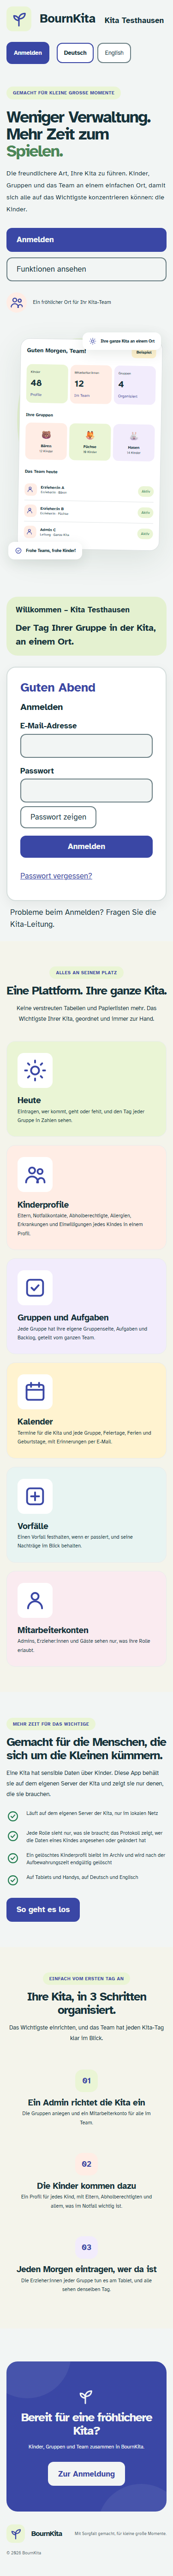 BournKita
Kita Testhausen
Anmelden
Deutsch
English
GEMACHT FÜR KLEINE GROSSE MOMENTE
Weniger Verwaltung.
Mehr Zeit zum
Spielen.
Die freundlichere Art, Ihre Kita zu führen. Kinder,
Gruppen und das Team an einem einfachen Ort, damit
sich alle auf das Wichtigste konzentrieren können: die
Kinder.
Anmelden
Funktionen ansehen
Ein fröhlicher Ort für Ihr Kita-Team
Ihre ganze Kita an einem Ort
Guten Morgen, Team!
Beispiel
Kinder
48
Profile
Mitarbeiter:innen
12
Im Team
Gruppen
4
Organisiert
Ihre Gruppen
Bären
Füchse
Hasen
Das Team heute
Erzieher:in A
Erzieher:in B
Admin C
Frohe Teams, frohe Kinder!
Willkommen – Kita Testhausen
Der Tag Ihrer Gruppe in der Kita,
an einem Ort.
Guten Abend
Anmelden
E-Mail-Adresse
Passwort
Passwort zeigen
Anmelden
Passwort vergessen?
Probleme beim Anmelden? Fragen Sie die
Kita-Leitung.
ALLES AN SEINEM PLATZ
Eine Plattform. Ihre ganze Kita.
Keine verstreuten Tabellen und Papierlisten mehr. Das
Wichtigste Ihrer Kita, geordnet und immer zur Hand.
Heute
Eintragen, wer kommt, geht oder fehlt, und den Tag jeder
Gruppe in Zahlen sehen.
Kinderprofile
Eltern, Notfallkontakte, Abholberechtigte, Allergien,
Erkrankungen und Einwilligungen jedes Kindes in einem
Profil.
Gruppen und Aufgaben
Jede Gruppe hat ihre eigene Gruppenseite, Aufgaben und
Backlog, geteilt vom ganzen Team.
Kalender
Termine für die Kita und jede Gruppe, Feiertage, Ferien und
Geburtstage, mit Erinnerungen per E-Mail.
Vorfälle
Einen Vorfall festhalten, wenn er passiert, und seine
Nachträge im Blick behalten.
Mitarbeiterkonten
Admins, Erzieher:innen und Gäste sehen nur, was ihre Rolle
erlaubt.
MEHR ZEIT FÜR DAS WICHTIGE
Gemacht für die Menschen, die
sich um die Kleinen kümmern.
Eine Kita hat sensible Daten über Kinder. Diese App behält
sie auf dem eigenen Server der Kita und zeigt sie nur denen,
die sie brauchen.
Läuft auf dem eigenen Server der Kita, nur im lokalen Netz
Jede Rolle sieht nur, was sie braucht; das Protokoll zeigt, wer
die Daten eines Kindes angesehen oder geändert hat
Ein gelöschtes Kinderprofil bleibt im Archiv und wird nach der
Aufbewahrungszeit endgültig gelöscht
Auf Tablets und Handys, auf Deutsch und Englisch
So geht es los
EINFACH VOM ERSTEN TAG AN
Ihre Kita, in 3 Schritten
organisiert.
Das Wichtigste einrichten, und das Team hat jeden Kita-Tag
klar im Blick.
01
Ein Admin richtet die Kita ein
Die Gruppen anlegen und ein Mitarbeiterkonto für alle im
Team.
02
Die Kinder kommen dazu
Ein Profil für jedes Kind, mit Eltern, Abholberechtigten und
allem, was im Notfall wichtig ist.
03
Jeden Morgen eintragen, wer da ist
Die Erzieher:innen jeder Gruppe tun es am Tablet, und alle
sehen denselben Tag.
Bereit für eine fröhlichere
Kita?
Kinder, Gruppen und Team zusammen in BournKita.
Zur Anmeldung
BournKita
Mit Sorgfalt gemacht, für kleine große Momente.
© 2026 BournKita